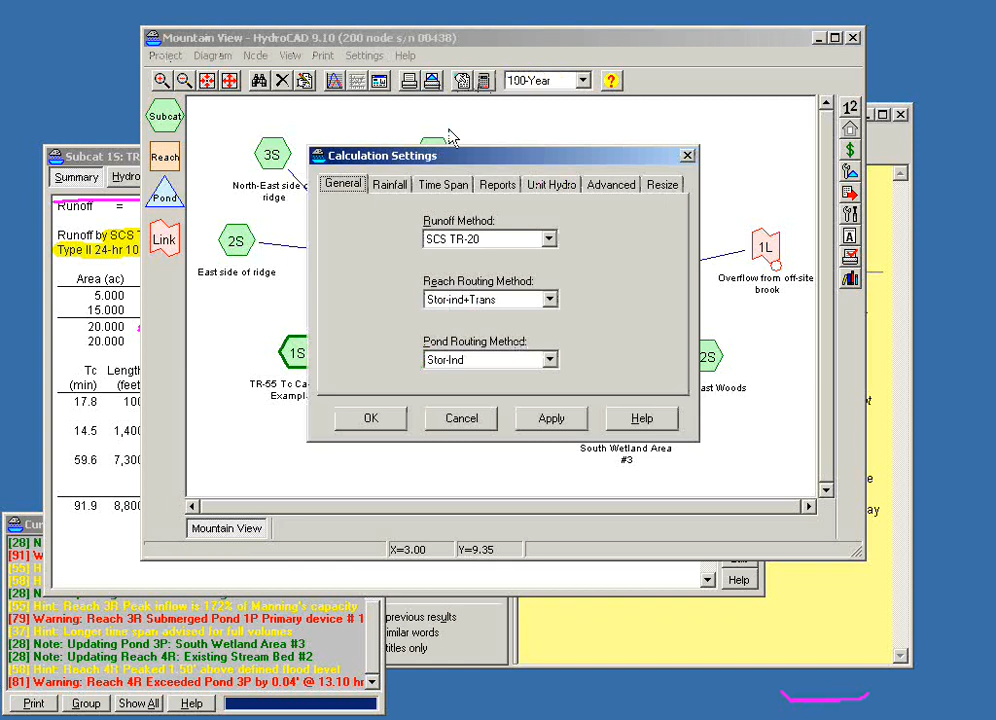 Mountain View - HydroCAD 9.10 (200 node s/n 00438)
Project Diagram Node View Print Settings Help
100-Year
?
Subcat
Reach
Pond
Link
12
$
A
3S
North-East side of
ridge
2S
East side of ridge
1S
TR-55 Tc Ca
Exampl
1L
Overflow from off-site
brook
2S
ast Woods
South Wetland Area
#3
Mountain View
X=3.00 Y=9.35
Calculation Settings
General Rainfall Time Span Reports Unit Hydro Advanced Resize
Runoff Method:
SCS TR-20
Reach Routing Method:
Stor-ind+Trans
Pond Routing Method:
Stor-Ind
OK Cancel Apply Help
Subcat 1S: TR
Summary Hydro
Runoff =
Runoff by SCS T
Type II 24-hr 10
Area (ac)
5.000
15.000
20.000
20.000
Tc Length
(min) (feet
17.8 100
14.5 1,400
59.6 7,300
91.9 8,800
Help
previous results
imilar words
titles only
ot
e
ay
Cur
[28] N
[91] W
[55] H
[58] H
[28] N
[55] Hint: Reach 3R Peak inflow is 172% of Manning's capacity
[79] Warning: Reach 3R Submerged Pond 1P Primary device # 1
[37] Hint: Longer time span advised for full volumes
[28] Note: Updating Pond 3P: South Wetland Area #3
[28] Note: Updating Reach 4R: Existing Stream Bed #2
[58] Hint: Reach 4R Peaked 1.50' above defined flood level
[81] Warning: Reach 4R Exceeded Pond 3P by 0.04' @ 13.10 hr
Print Group Show All Help